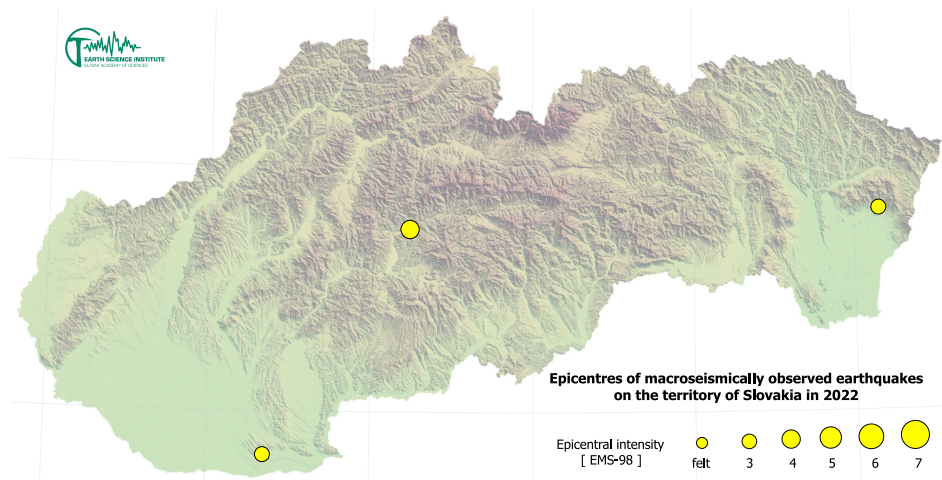 EARTH SCIENCE INSTITUTE
SLOVAK ACADEMY OF SCIENCES
Epicentres of macroseismically observed earthquakes
on the territory of Slovakia in 2022
Epicentral intensity
[ EMS-98 ]
felt 3 4 5 6 7